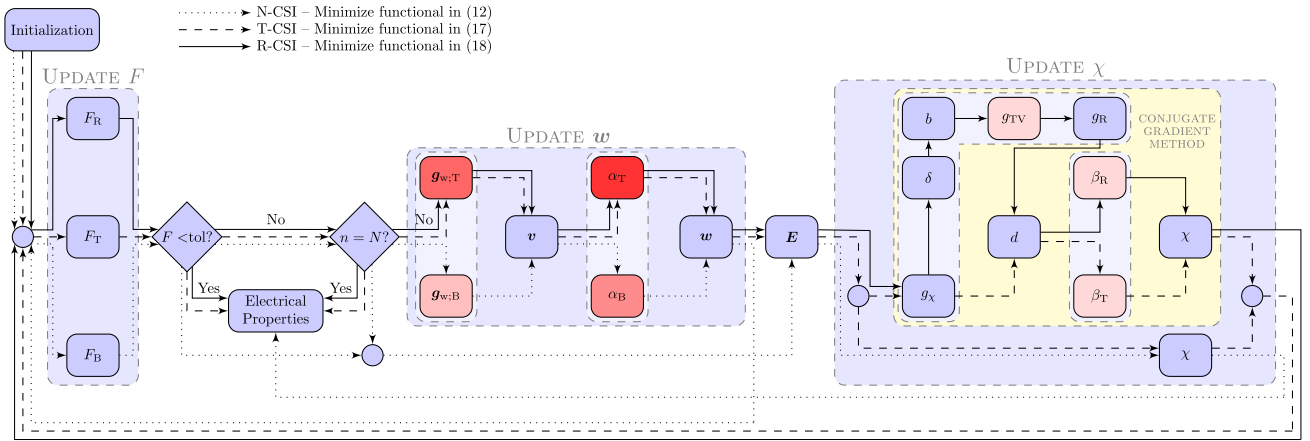 N-CSI – Minimize functional in (12)
T-CSI – Minimize functional in (17)
R-CSI – Minimize functional in (18)
Initialization
UPDATE F
F_R
F_T
F_B
F <tol?
No
Yes
n = N?
No
Yes
Electrical
Properties
UPDATE w
g_w;T
g_w;B
v
α_T
α_B
w
E
UPDATE χ
CONJUGATE
GRADIENT
METHOD
b
g_TV
g_R
δ
g_χ
d
β_R
β_T
χ
χ